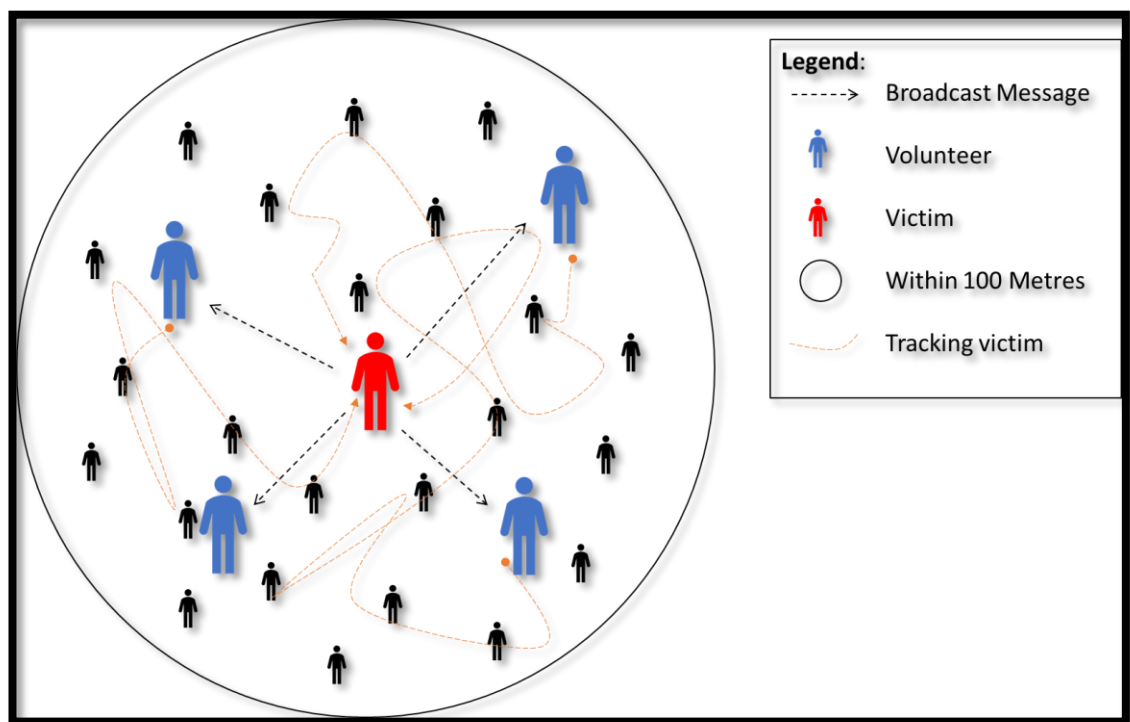 Legend:
Broadcast Message
Volunteer
Victim
Within 100 Metres
Tracking victim